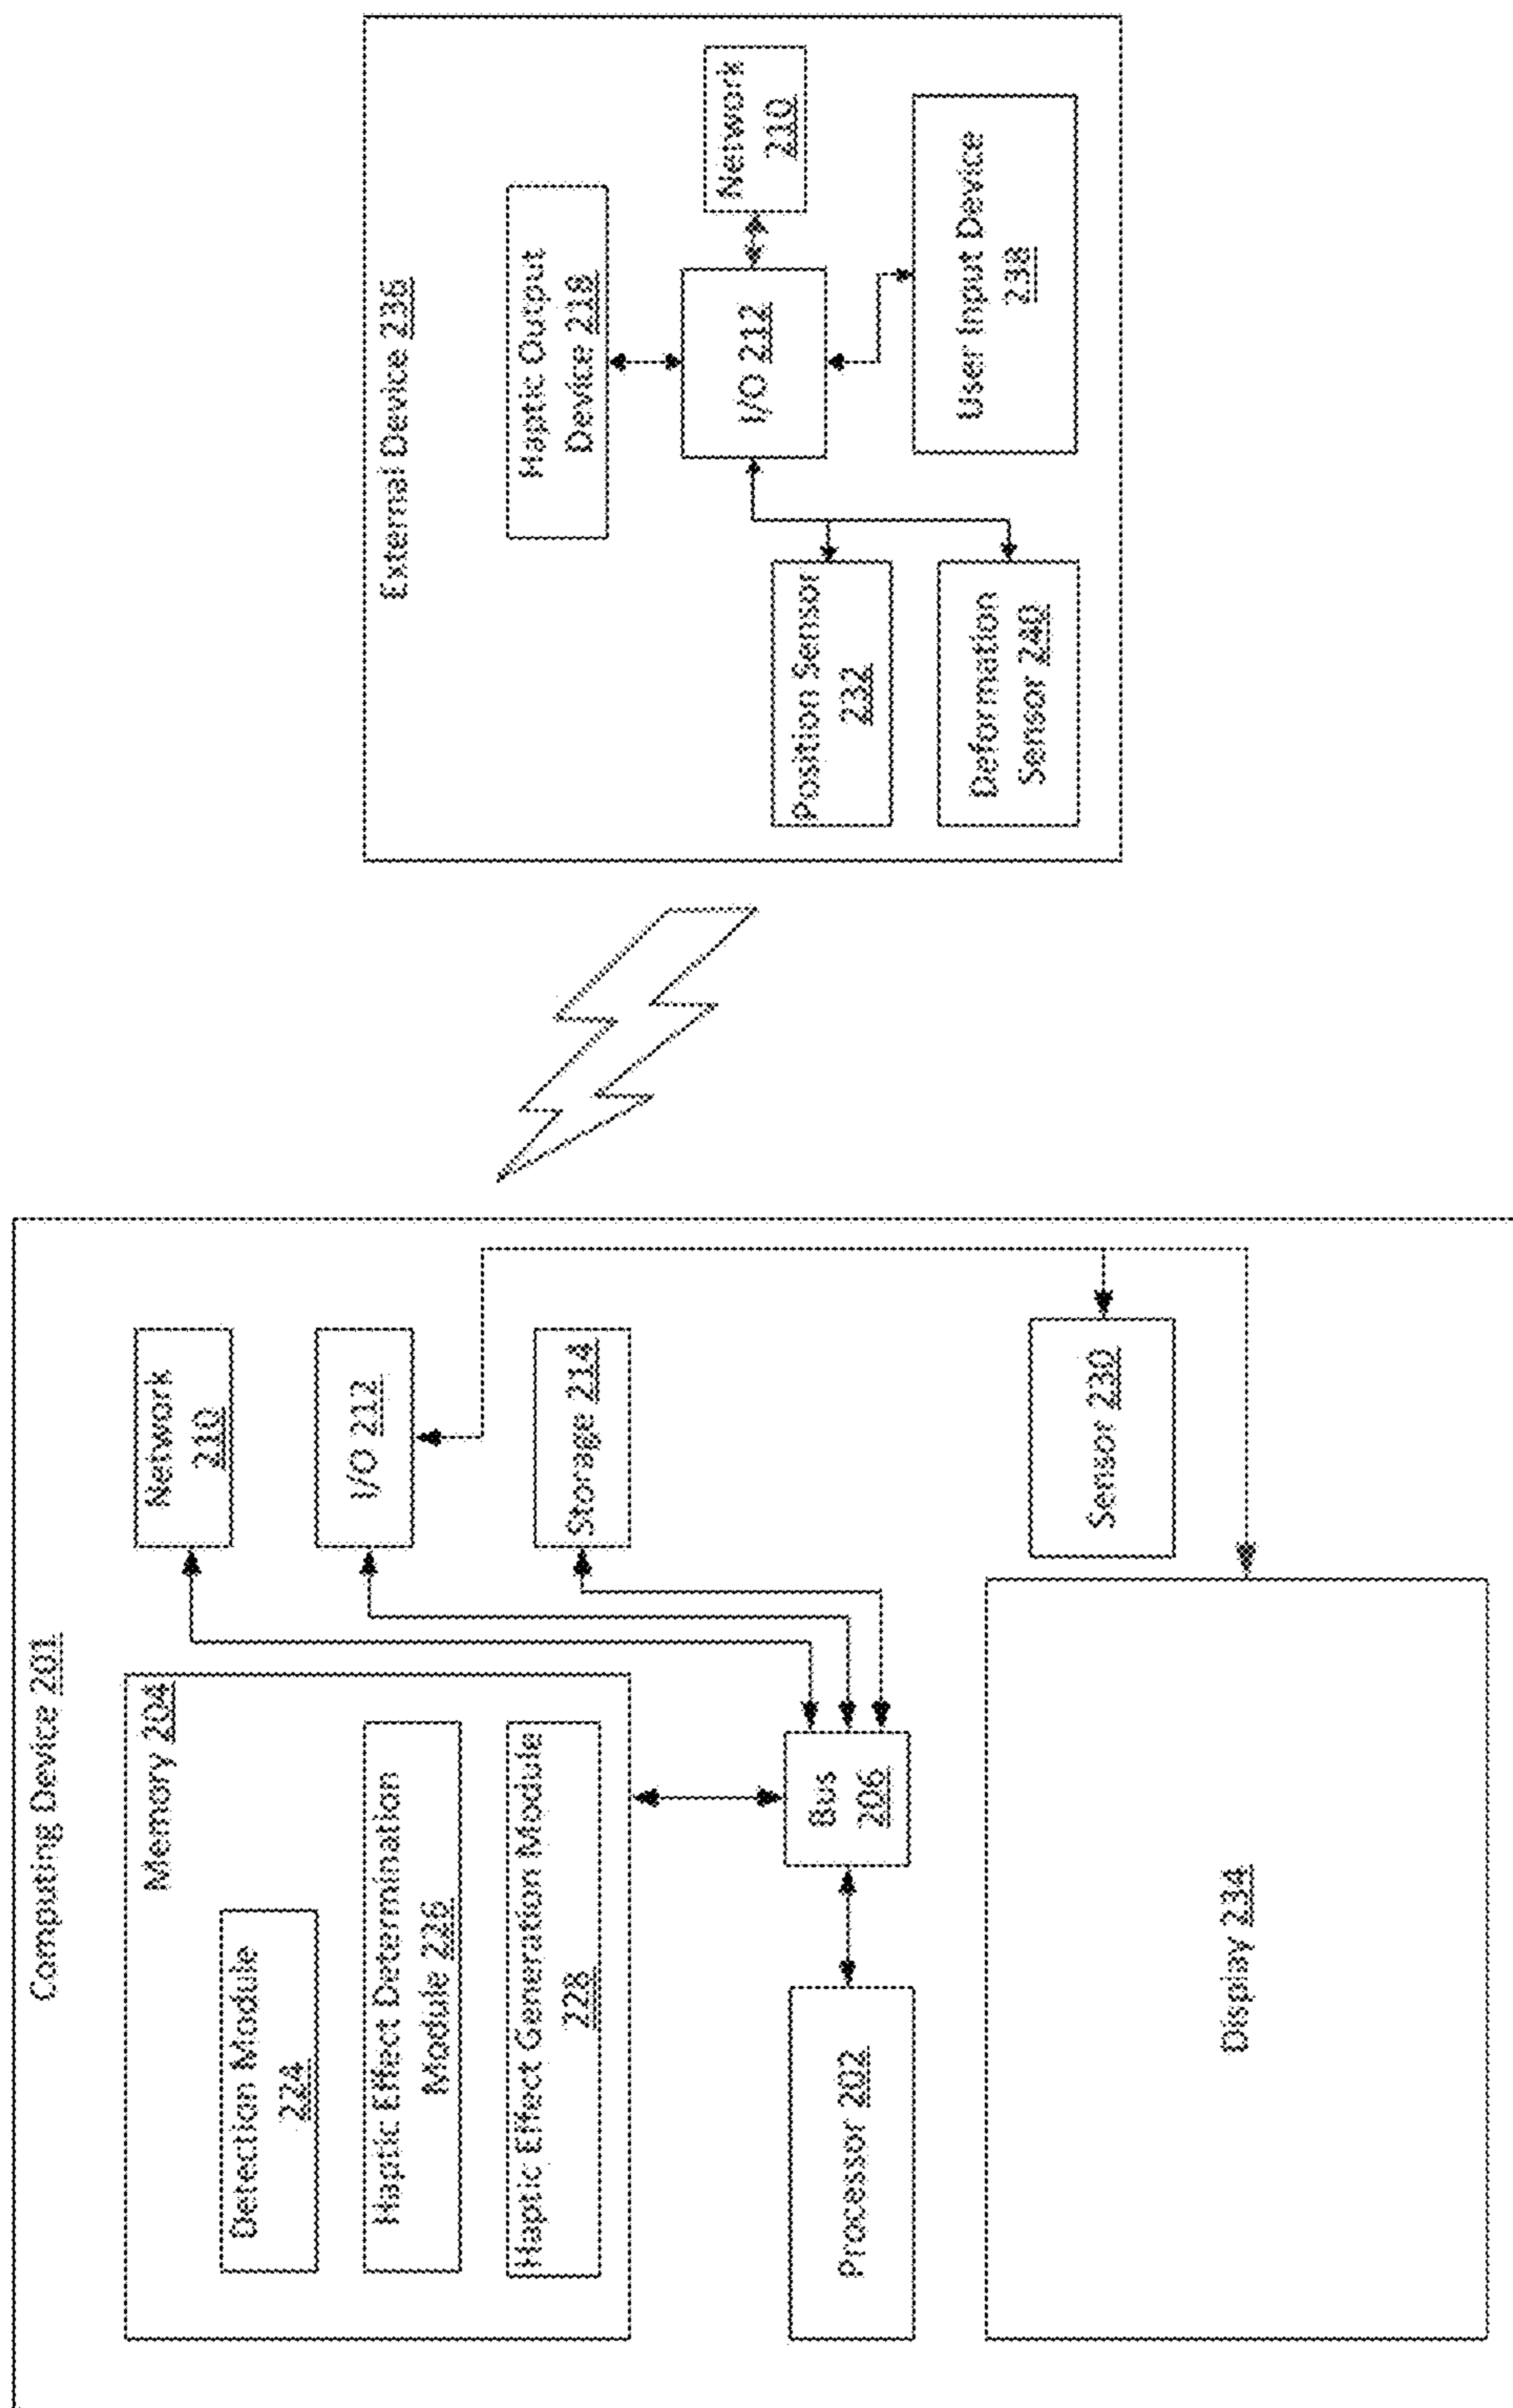 Computing Device 201
Memory 204
Detection Module
224
Haptic Effect Determination
Module 226
Haptic Effect Generation Module
228
Network
210
I/O 212
Storage 214
Processor 202
Bus
206
Sensor 230
Display 234
External Device 236
Haptic Output
Device 218
I/O 212
Network
210
Position Sensor
232
Deformation
Sensor 240
User Input Device
238